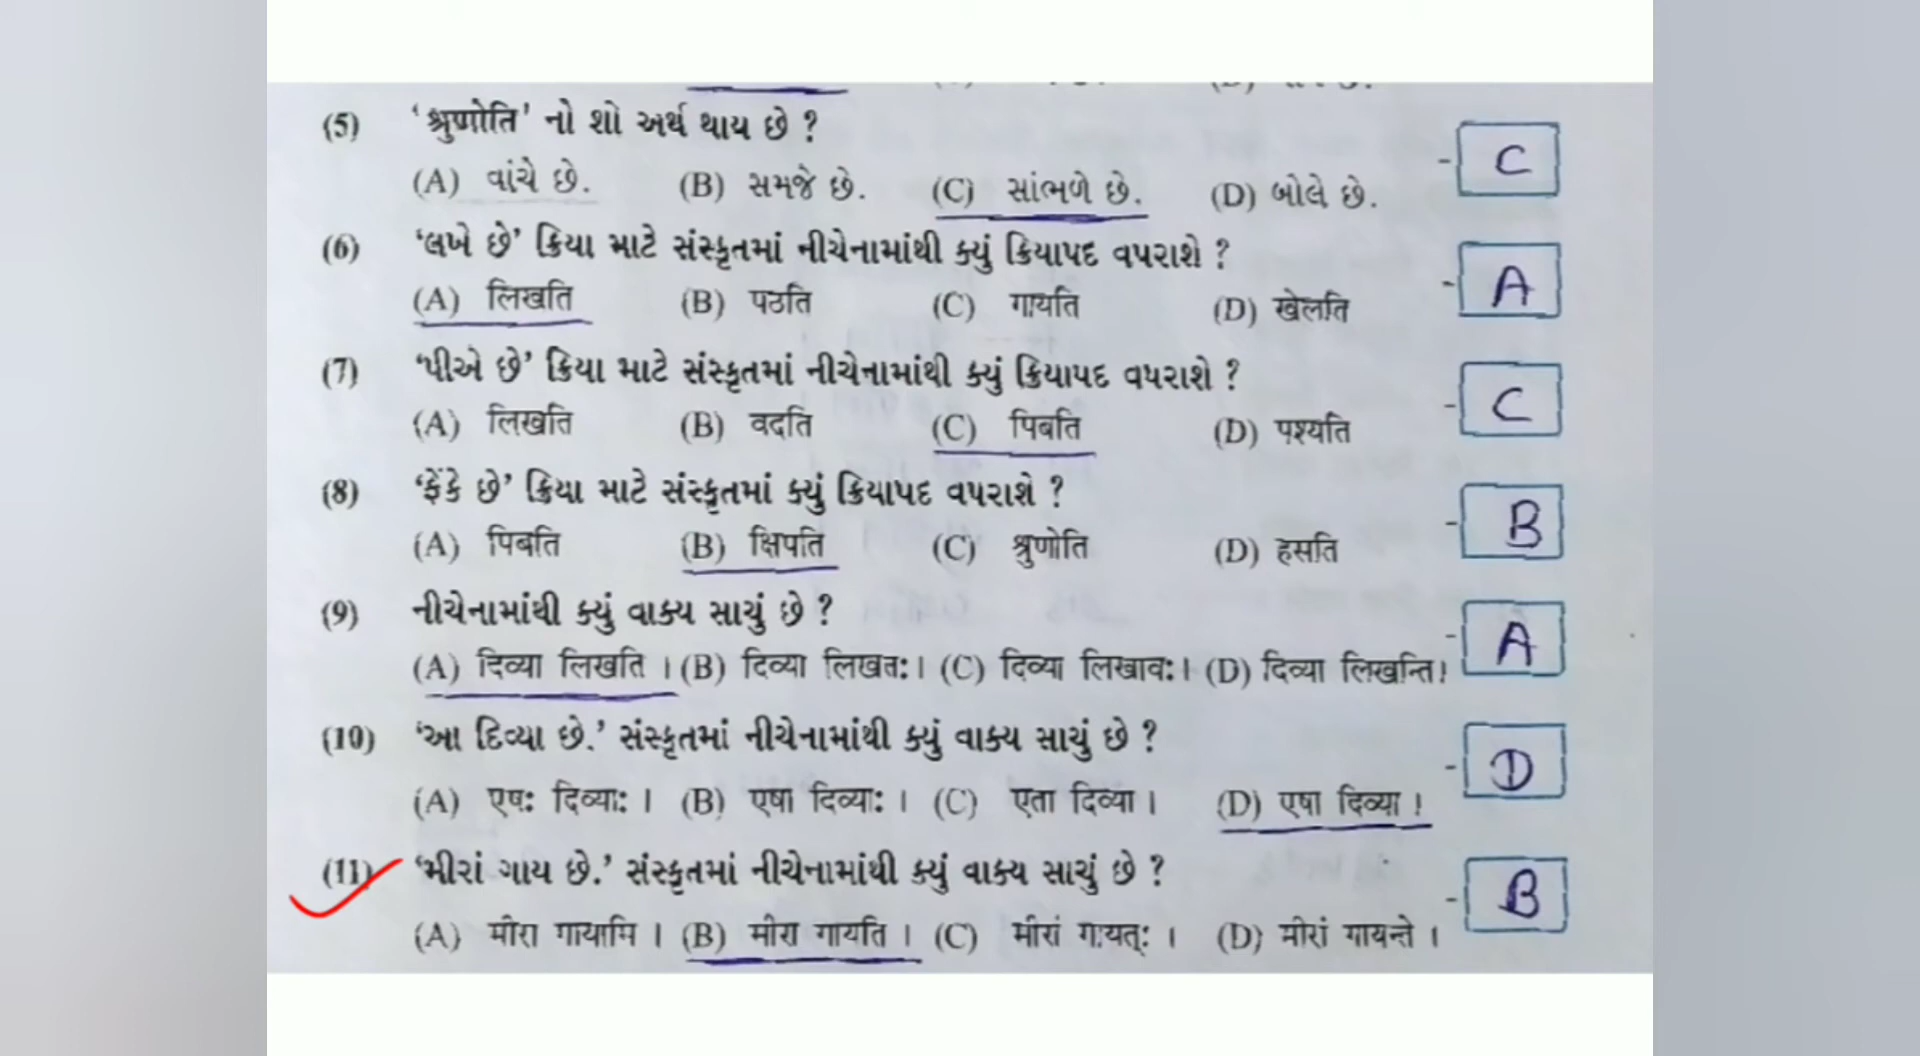 (5) 'श्रुणोति' નો શો અર્થ થાય છે ?
(A) વાંચે છે. (B) સમજે છે. (C) સાંભળે છે. (D) બોલે છે. - C
(6) 'લખે છે' ક્રિયા માટે સંસ્કૃતમાં નીચેનામાંથી ક્યું ક્રિયાપદ વપરાશે ?
(A) लिखति (B) पठति (C) गायति (D) खेलति - A
(7) 'પીએ છે' ક્રિયા માટે સંસ્કૃતમાં નીચેનામાંથી ક્યું ક્રિયાપદ વપરાશે ?
(A) लिखति (B) वदति (C) पिबति (D) पश्यति - C
(8) 'ફેંકે છે' ક્રિયા માટે સંસ્કૃતમાં ક્યું ક્રિયાપદ વપરાશે ?
(A) पिबति (B) क्षिपति (C) श्रुणोति (D) हसति - B
(9) નીચેનામાંથી ક્યું વાક્ય સાચું છે ?
(A) दिव्या लिखति । (B) दिव्या लिखतः। (C) दिव्या लिखावः। (D) दिव्या लिखन्ति। - A
(10) 'આ દિવ્યા છે.' સંસ્કૃતમાં નીચેનામાંથી ક્યું વાક્ય સાચું છે ?
(A) एषः दिव्याः । (B) एषा दिव्याः । (C) एता दिव्या । (D) एषा दिव्या । - D
(11) 'મીરાં ગાય છે.' સંસ્કૃતમાં નીચેનામાંથી ક્યું વાક્ય સાચું છે ?
(A) मीरा गायामि । (B) मीरा गायति । (C) मीरां गायत्ः । (D) मीरां गायन्ते । - B